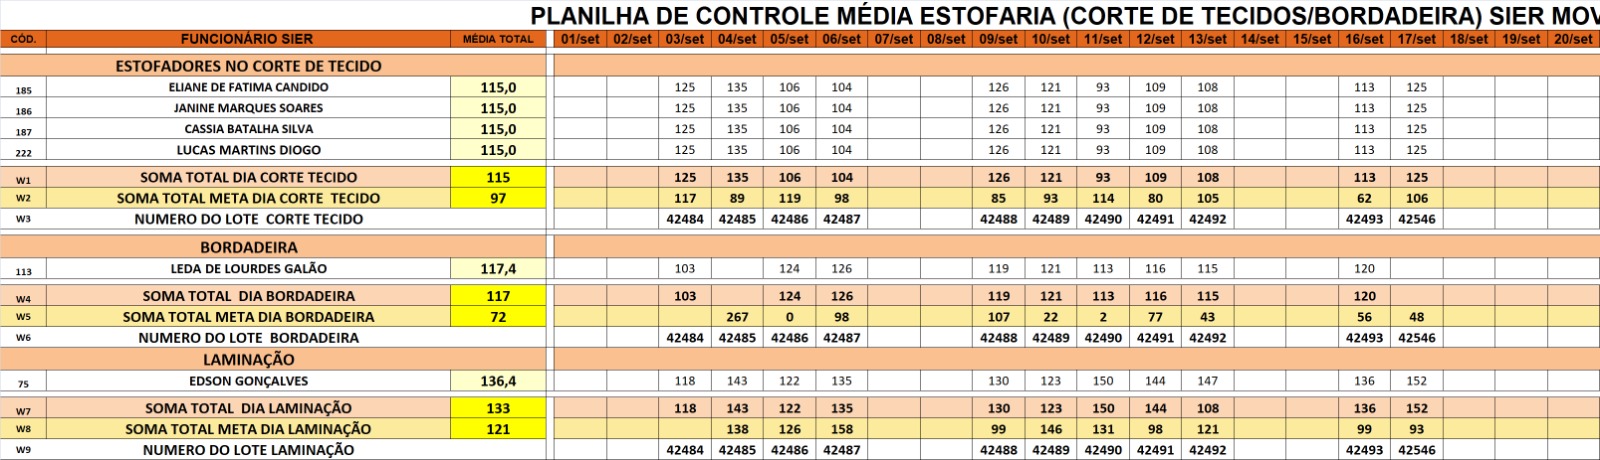 PLANILHA DE CONTROLE MÉDIA ESTOFARIA (CORTE DE TECIDOS/BORDADEIRA) SIER MOV
CÓD. FUNCIONÁRIO SIER MÉDIA TOTAL 01/set 02/set 03/set 04/set 05/set 06/set 07/set 08/set 09/set 10/set 11/set 12/set 13/set 14/set 15/set 16/set 17/set 18/set 19/set 20/set
ESTOFADORES NO CORTE DE TECIDO
185 ELIANE DE FATIMA CANDIDO 115,0 125 135 106 104 126 121 93 109 108 113 125
186 JANINE MARQUES SOARES 115,0 125 135 106 104 126 121 93 109 108 113 125
187 CASSIA BATALHA SILVA 115,0 125 135 106 104 126 121 93 109 108 113 125
222 LUCAS MARTINS DIOGO 115,0 125 135 106 104 126 121 93 109 108 113 125
W1 SOMA TOTAL DIA CORTE TECIDO 115 125 135 106 104 126 121 93 109 108 113 125
W2 SOMA TOTAL META DIA CORTE TECIDO 97 117 89 119 98 85 93 114 80 105 62 106
W3 NUMERO DO LOTE CORTE TECIDO 42484 42485 42486 42487 42488 42489 42490 42491 42492 42493 42546
BORDADEIRA
113 LEDA DE LOURDES GALÃO 117,4 103 124 126 119 121 113 116 115 120
W4 SOMA TOTAL DIA BORDADEIRA 117 103 124 126 119 121 113 116 115 120
W5 SOMA TOTAL META DIA BORDADEIRA 72 267 0 98 107 22 2 77 43 56 48
W6 NUMERO DO LOTE BORDADEIRA 42484 42485 42486 42487 42488 42489 42490 42491 42492 42493 42546
LAMINAÇÃO
75 EDSON GONÇALVES 136,4 118 143 122 135 130 123 150 144 147 136 152
W7 SOMA TOTAL DIA LAMINAÇÃO 133 118 143 122 135 130 123 150 144 108 136 152
W8 SOMA TOTAL META DIA LAMINAÇÃO 121 138 126 158 99 146 131 98 121 99 93
W9 NUMERO DO LOTE LAMINAÇÃO 42484 42485 42486 42487 42488 42489 42490 42491 42492 42493 42546